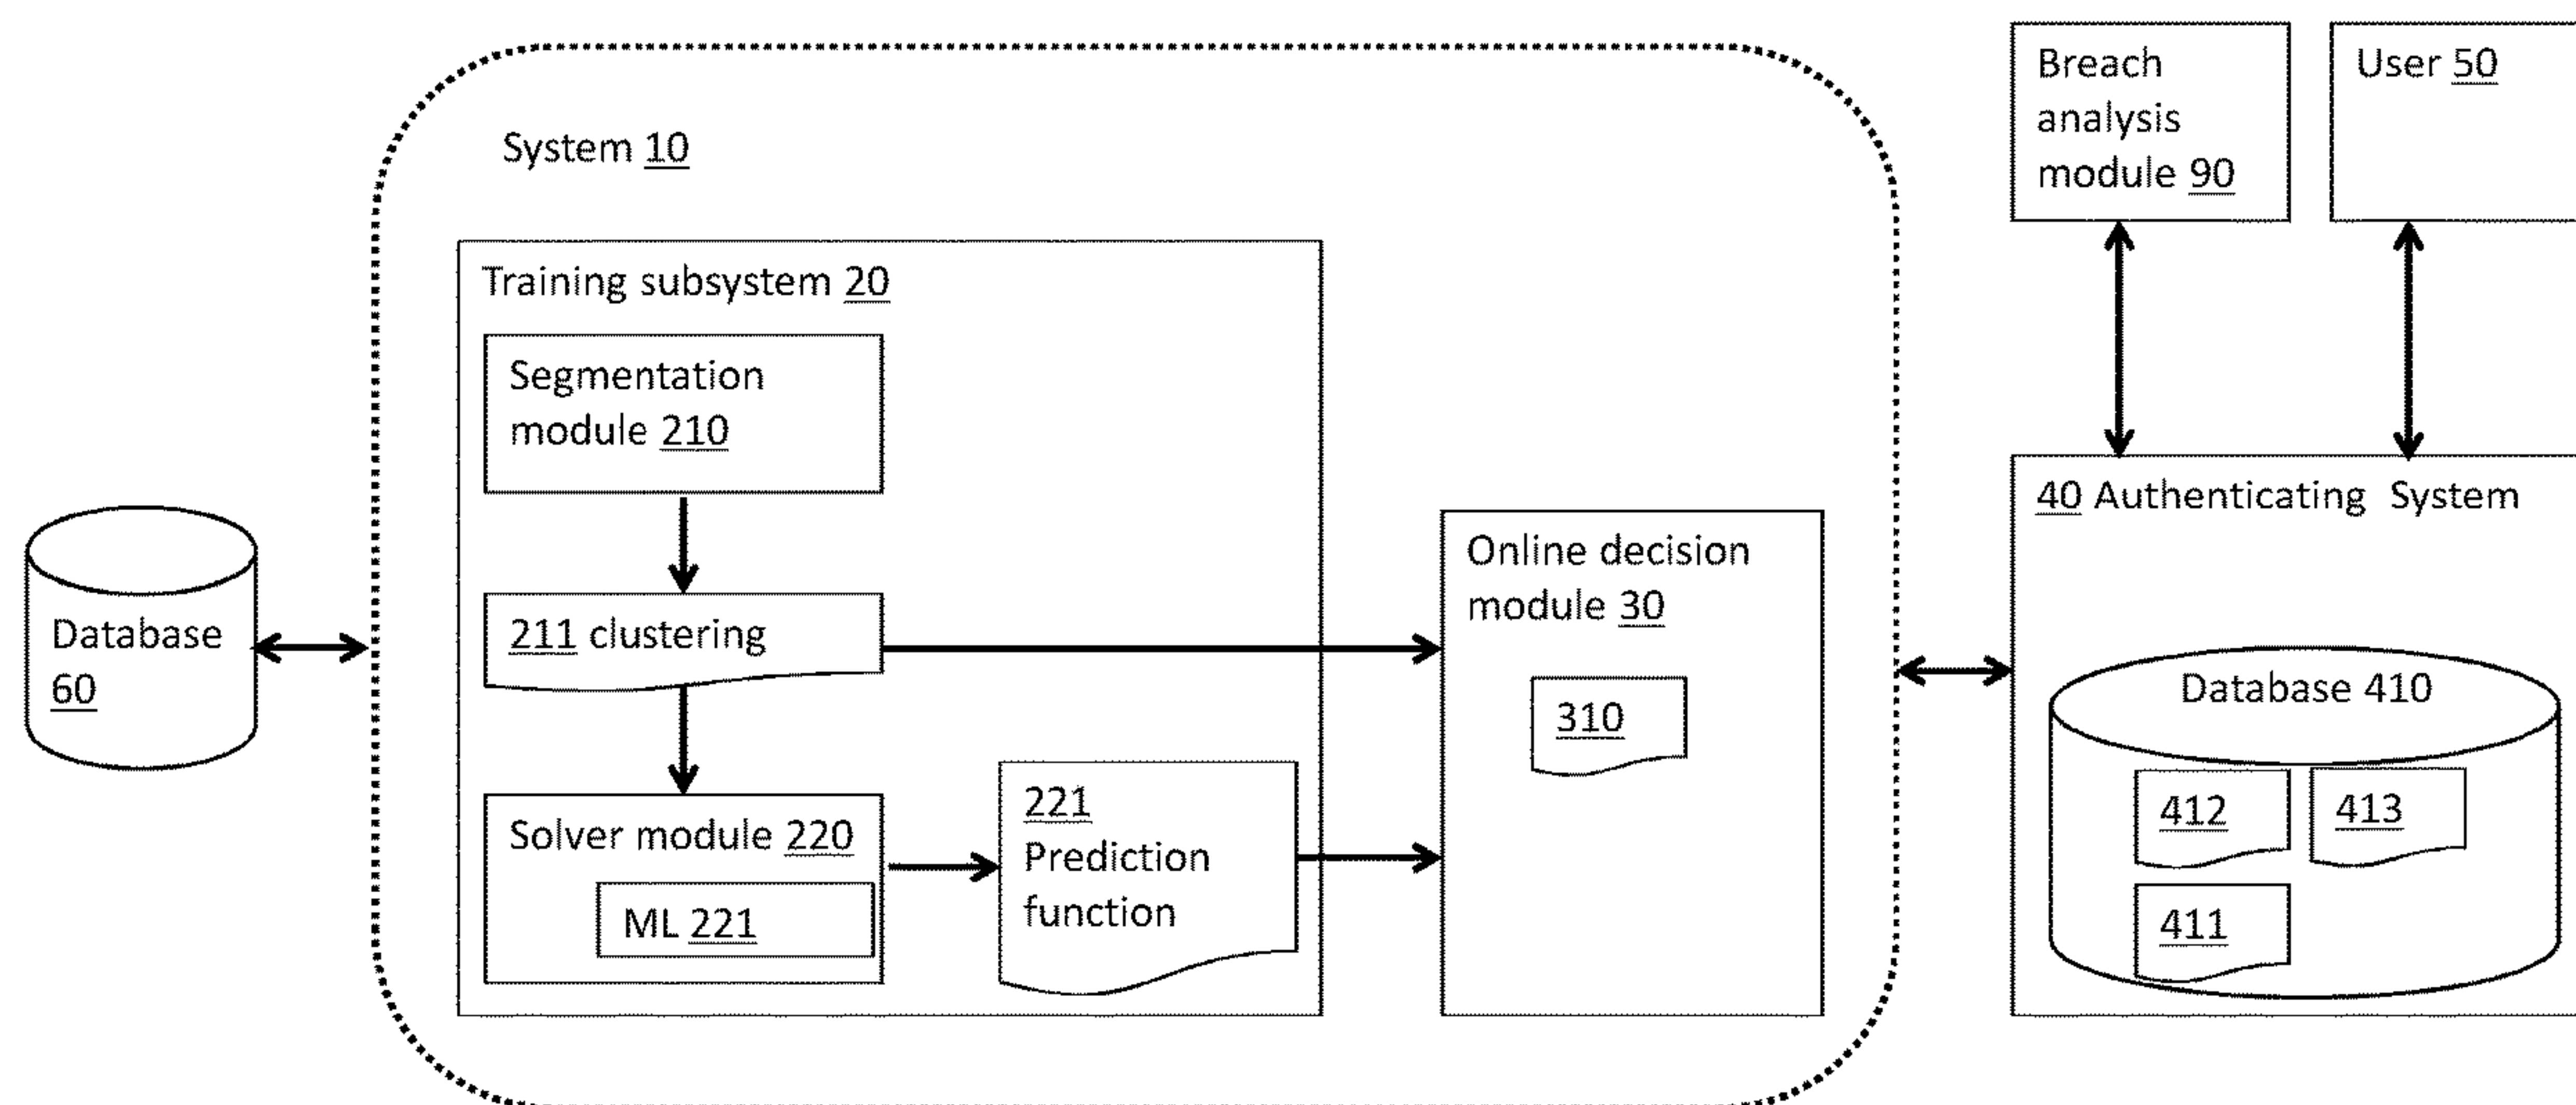 System 10
Training subsystem 20
Segmentation
module 210
211 clustering
Solver module 220
ML 221
221
Prediction
function
Database
60
Online decision
module 30
310
Breach
analysis
module 90
User 50
40 Authenticating System
Database 410
412
413
411